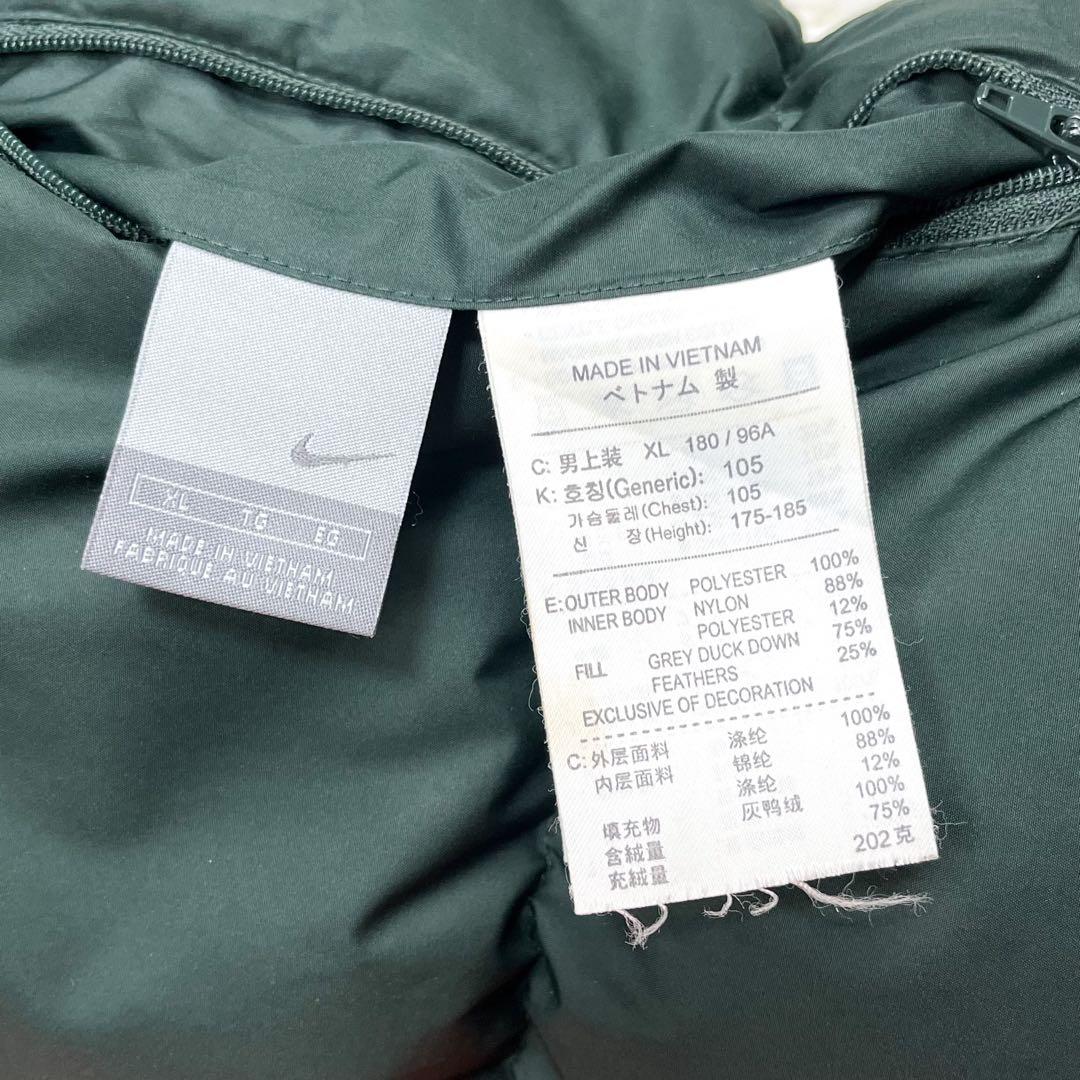 XL TG EG
MADE IN VIETNAM
FABRIQUE AU VIETNAM
MADE IN VIETNAM
ベトナム 製
C: 男上装 XL 180 / 96A
K: 호칭(Generic): 105
가슴둘레(Chest): 105
신 장(Height): 175-185
E: OUTER BODY POLYESTER 100%
INNER BODY NYLON 88%
POLYESTER 12%
FILL GREY DUCK DOWN 75%
FEATHERS 25%
EXCLUSIVE OF DECORATION
C: 外层面料 涤纶 100%
内层面料 锦纶 88%
涤纶 12%
填充物 灰鸭绒 100%
含絨量 75%
充絨量 202克